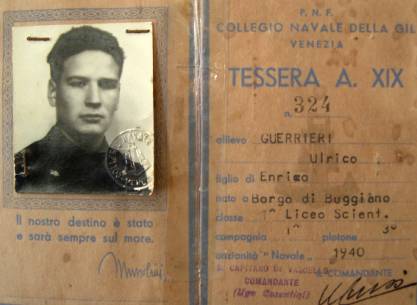 Il nostro destino è stato
e sarà sempre sul mare.
P. N. F.
COLLEGIO NAVALE DELLA GIL
VENEZIA
TESSERA A. XIX
n. 324
allievo GUERRIERI
Ulrico
figlio di Enrico
nato a Borgo di Buggiano
classe 1^ Liceo Scient.
compagnia 1^ plotone 3°
anzianità "Navale" 1940
CAPITANO DI VASCELLO
COMANDANTE
COMANDANTE
(Ugo Cosentini)